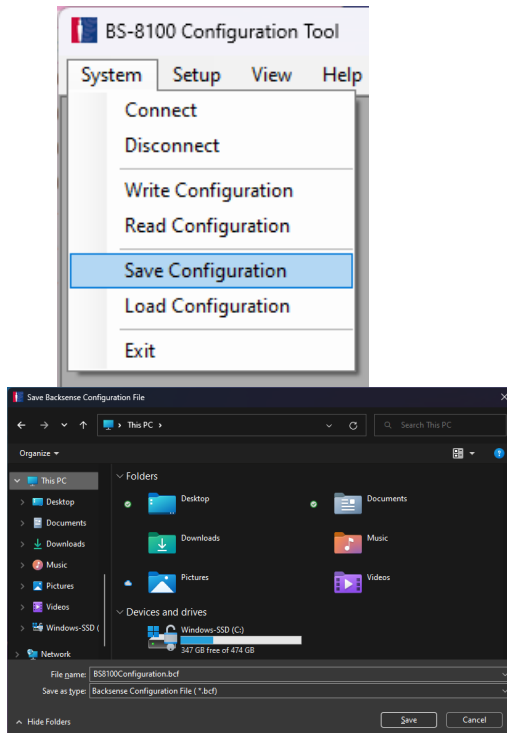 BS-8100 Configuration Tool
System Setup View Help
Connect
Disconnect
Write Configuration
Read Configuration
Save Configuration
Load Configuration
Exit
Save Backsense Configuration File
This PC
Search This PC
Organize
This PC
Desktop
Documents
Downloads
Music
Pictures
Videos
Windows-SSD (
Network
Folders
Desktop
Documents
Downloads
Music
Pictures
Videos
Devices and drives
Windows-SSD (C:)
347 GB free of 474 GB
File name: BS8100Configuration.bcf
Save as type: Backsense Configuration File ( *.bcf)
Hide Folders
Save
Cancel